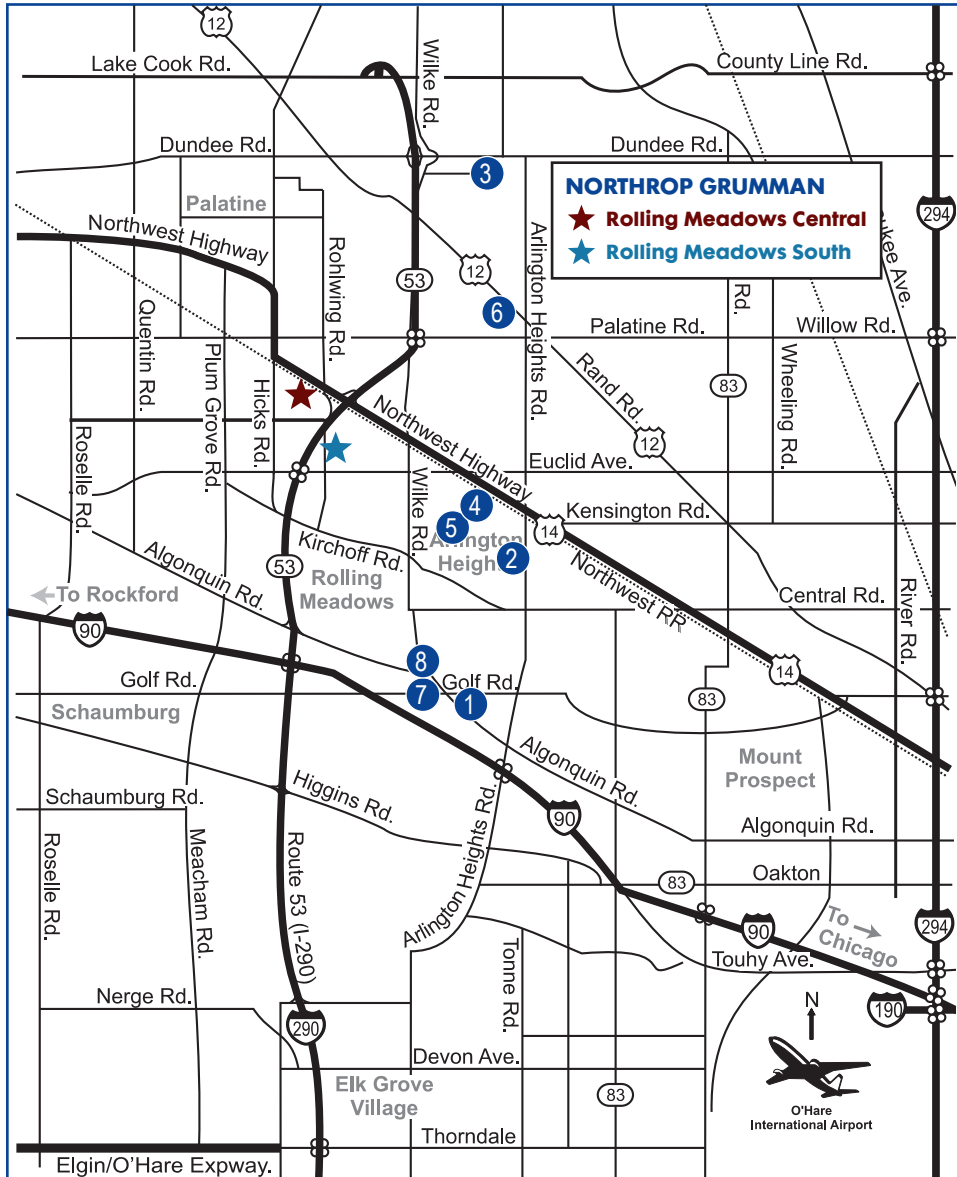 12
Lake Cook Rd.
Wilke Rd.
County Line Rd.
Dundee Rd.
Dundee Rd.
3
NORTHROP GRUMMAN
Rolling Meadows Central
Rolling Meadows South
Palatine
294
ukee Ave.
Northwest Highway
Rohlwing Rd.
53
12
Arlington Heights Rd.
Rd.
6
Quentin Rd.
Plum Grove Rd.
Hicks Rd.
Palatine Rd.
Willow Rd.
Wheeling Rd.
83
Rand Rd.
12
Northwest Highway
Roselle Rd.
Euclid Ave.
Wilke Rd.
4
5
Kensington Rd.
14
Arlington
Heights
2
Algonquin Rd.
Kirchoff Rd.
53
Rolling
Meadows
Northwest RR
To Rockford
90
Central Rd.
River Rd.
8
14
Golf Rd.
7
Golf Rd.
1
83
Schaumburg
Algonquin Rd.
Mount
Prospect
Higgins Rd.
Schaumburg Rd.
90
Algonquin Rd.
Roselle Rd.
Meacham Rd.
Route 53 (I-290)
Arlington Heights Rd.
83
Oakton
To
Chicago
90
294
Touhy Ave.
Tonne Rd.
Nerge Rd.
290
N
190
Devon Ave.
Elk Grove
Village
83
O'Hare
International Airport
Thorndale
Elgin/O'Hare Expway.